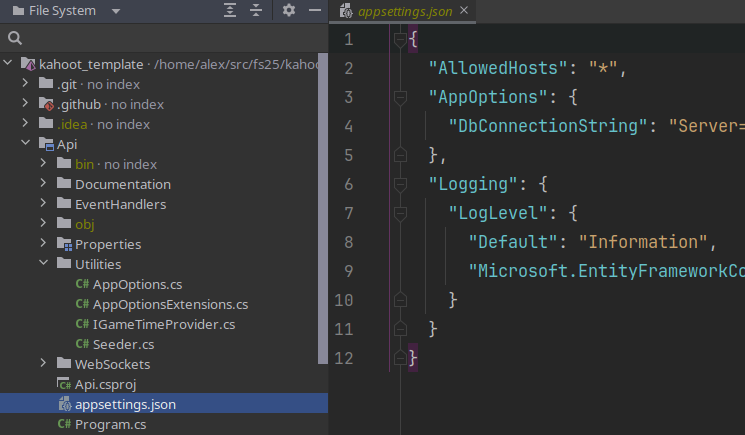 File System
kahoot_template · /home/alex/src/fs25/kahoo
.git · no index
.github · no index
.idea · no index
Api
bin · no index
Documentation
EventHandlers
obj
Properties
Utilities
C# AppOptions.cs
C# AppOptionsExtensions.cs
C# IGameTimeProvider.cs
C# Seeder.cs
WebSockets
C# Api.csproj
appsettings.json
C# Program.cs
appsettings.json
1 {
2 "AllowedHosts": "*",
3 "AppOptions": {
4 "DbConnectionString": "Server=
5 },
6 "Logging": {
7 "LogLevel": {
8 "Default": "Information",
9 "Microsoft.EntityFrameworkCo
10 }
11 }
12 }